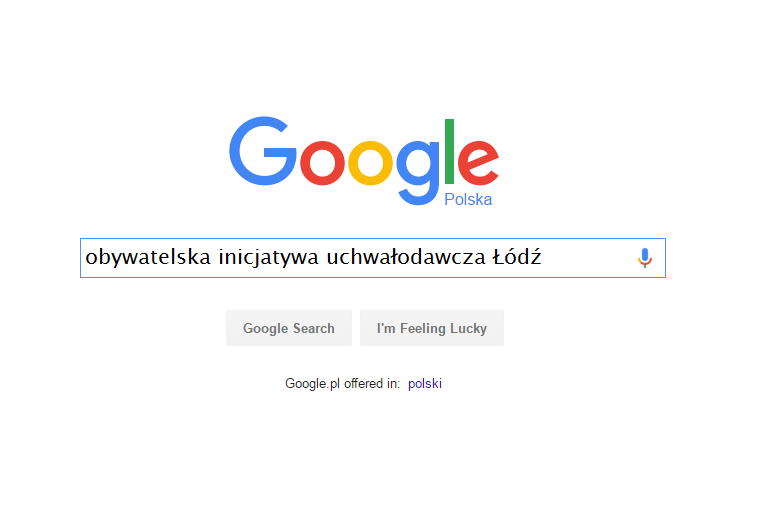 Google
Polska
obywatelska inicjatywa uchwałodawcza Łódź
Google Search I'm Feeling Lucky
Google.pl offered in: polski